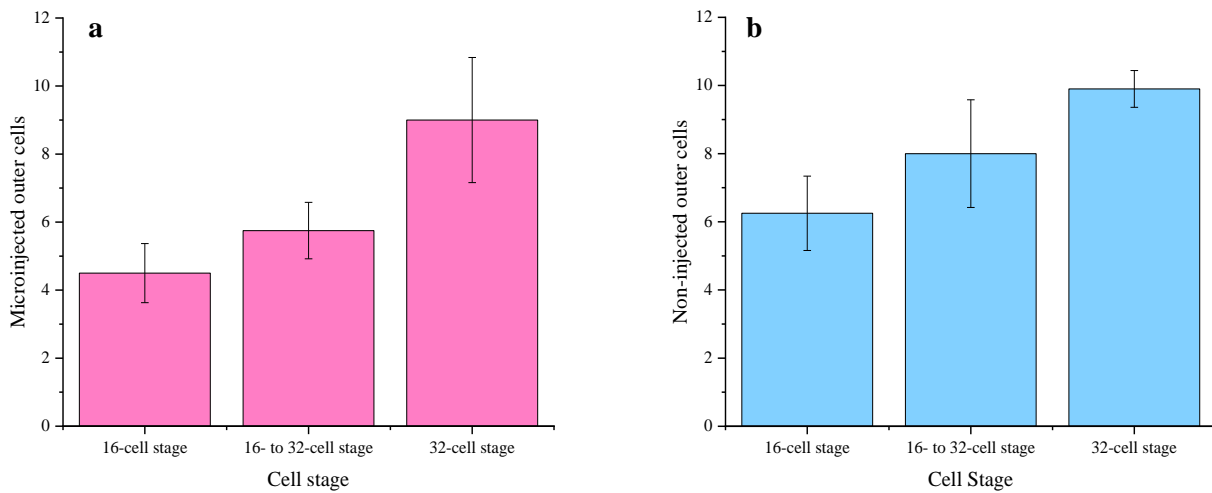 a
Microinjected outer cells
12
10
8
6
4
2
0
16-cell stage 16- to 32-cell stage 32-cell stage
Cell stage
b
Non-injected outer cells
12
10
8
6
4
2
0
16-cell stage 16- to 32-cell stage 32-cell stage
Cell Stage